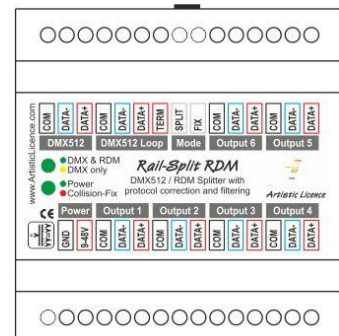 COM DATA- DATA+ COM DATA- DATA+ TERM SPLIT FIX COM DATA- DATA+ COM DATA- DATA+
DMX512 DMX512 Loop Mode Output 6 Output 5
www.ArtisticLicence.com
DMX & RDM
DMX only
Power
Collision-Fix
Rail-Split RDM
DMX512 / RDM Splitter with
protocol correction and filtering
Artistic Licence
CE
Power Output 1 Output 2 Output 3 Output 4
GND 9-48V COM DATA- DATA+ COM DATA- DATA+ COM DATA- DATA+ COM DATA- DATA+